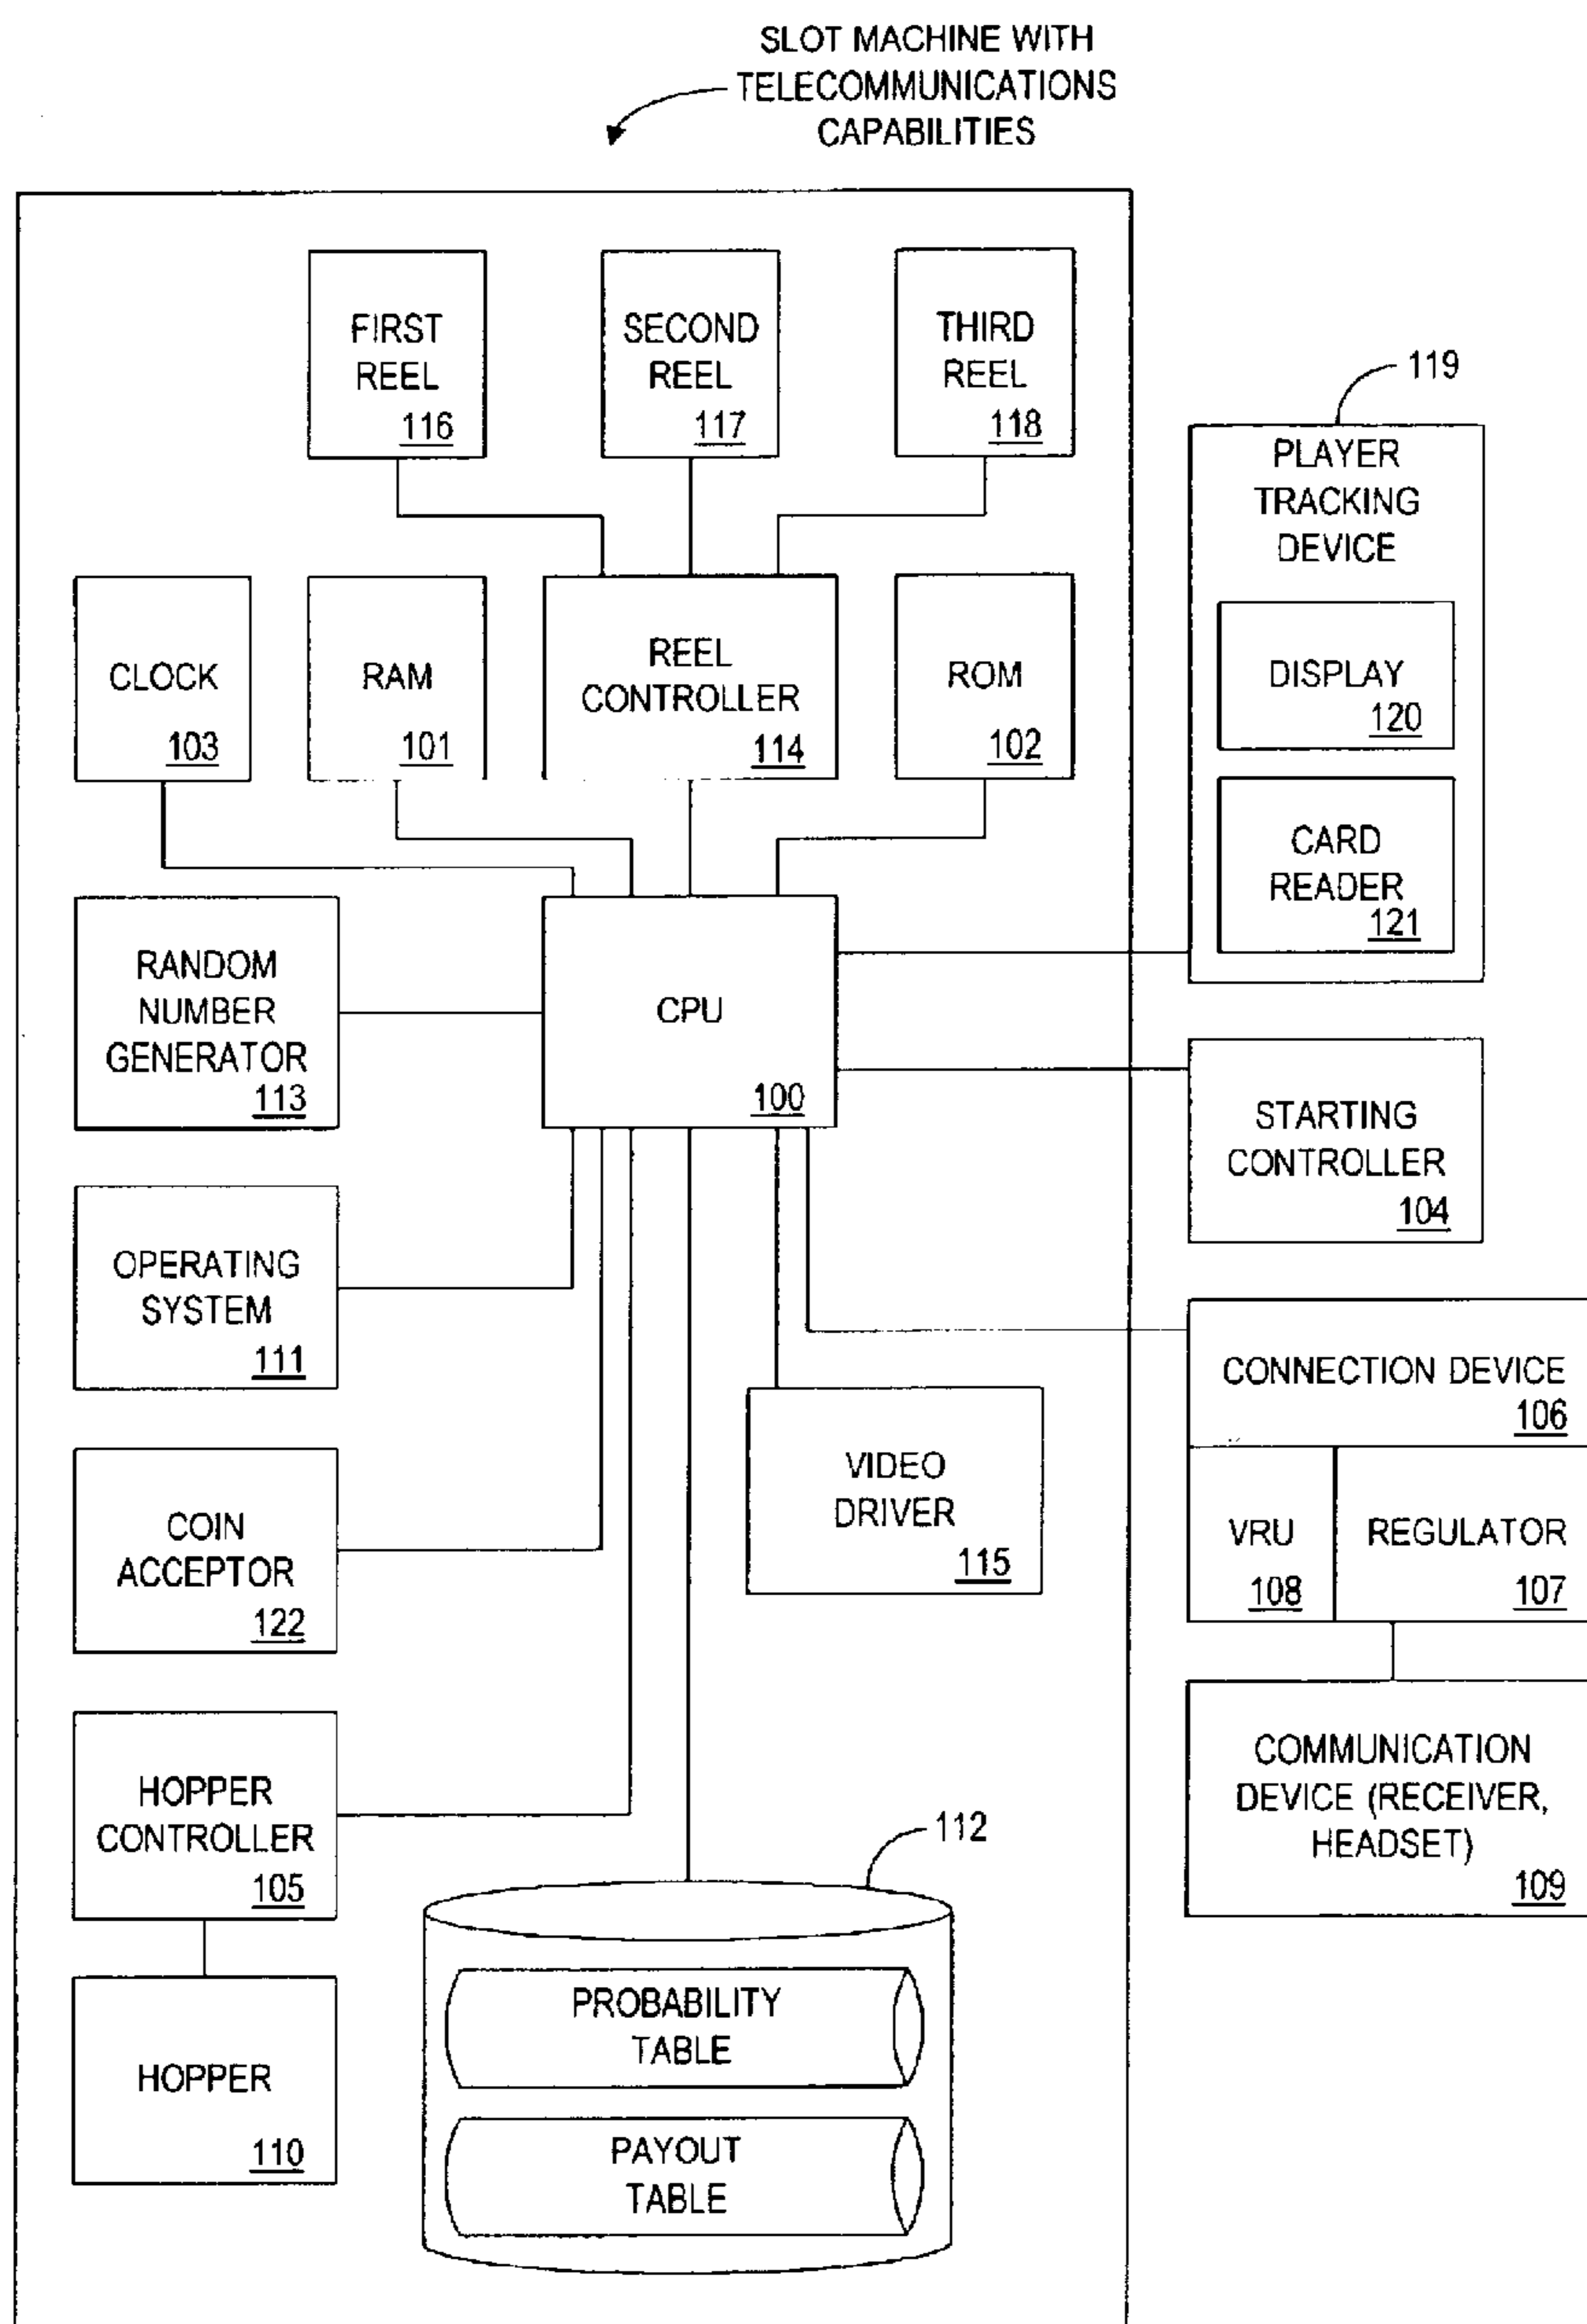 SLOT MACHINE WITH
TELECOMMUNICATIONS
CAPABILITIES
FIRST
REEL
116
SECOND
REEL
117
THIRD
REEL
118
119
PLAYER
TRACKING
DEVICE
DISPLAY
120
CARD
READER
121
CLOCK
103
RAM
101
REEL
CONTROLLER
114
ROM
102
RANDOM
NUMBER
GENERATOR
113
CPU
100
STARTING
CONTROLLER
104
OPERATING
SYSTEM
111
CONNECTION DEVICE
106
VRU
108
REGULATOR
107
COIN
ACCEPTOR
122
VIDEO
DRIVER
115
COMMUNICATION
DEVICE (RECEIVER,
HEADSET)
109
HOPPER
CONTROLLER
105
112
HOPPER
110
PROBABILITY
TABLE
PAYOUT
TABLE